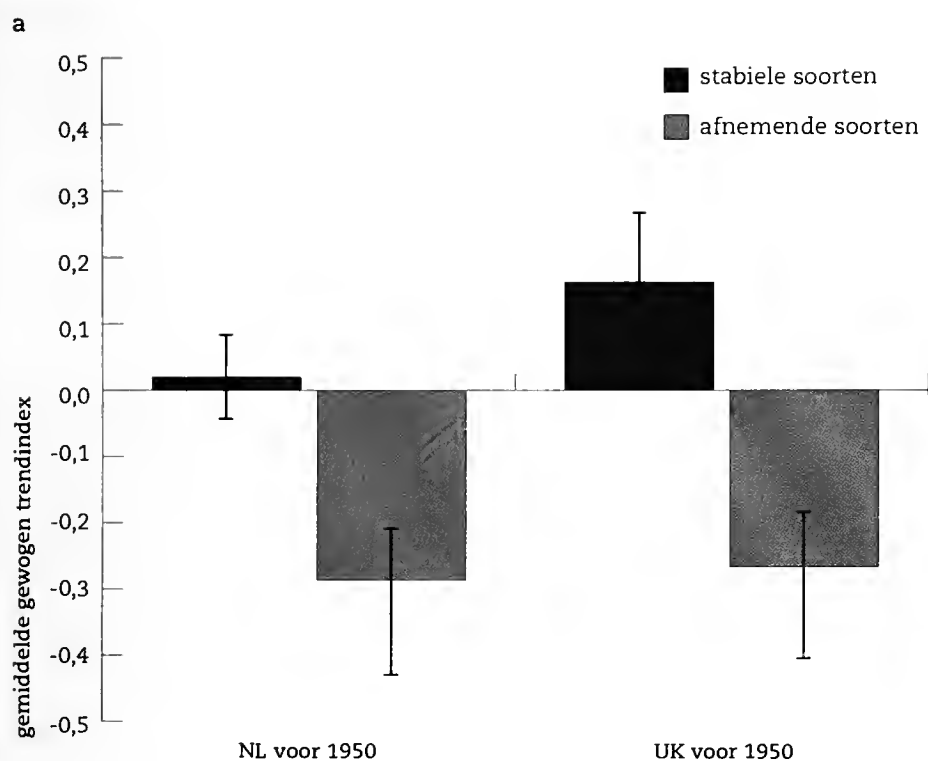 a
0,5
0,4
0,3
0,2
0,1
0,0
-0,1
-0,2
-0,3
-0,4
-0,5
gemiddelde gewogen trendindex
stabiele soorten
afnemende soorten
NL voor 1950
UK voor 1950